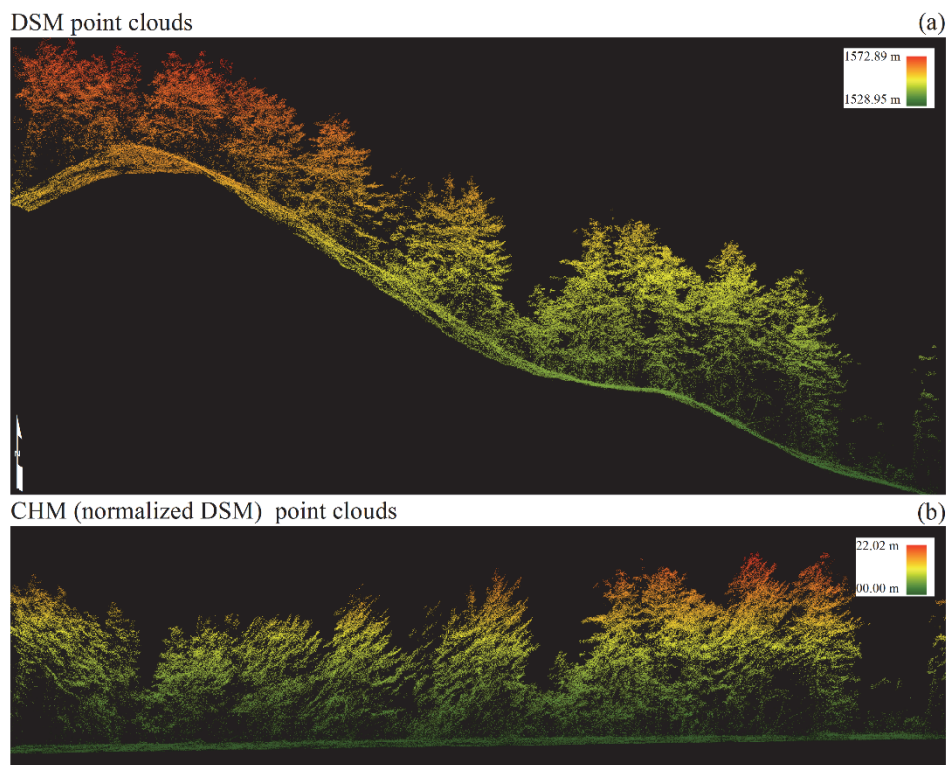 DSM point clouds (a)
1572.89 m
1528.95 m
N
CHM (normalized DSM) point clouds (b)
22.02 m
00.00 m